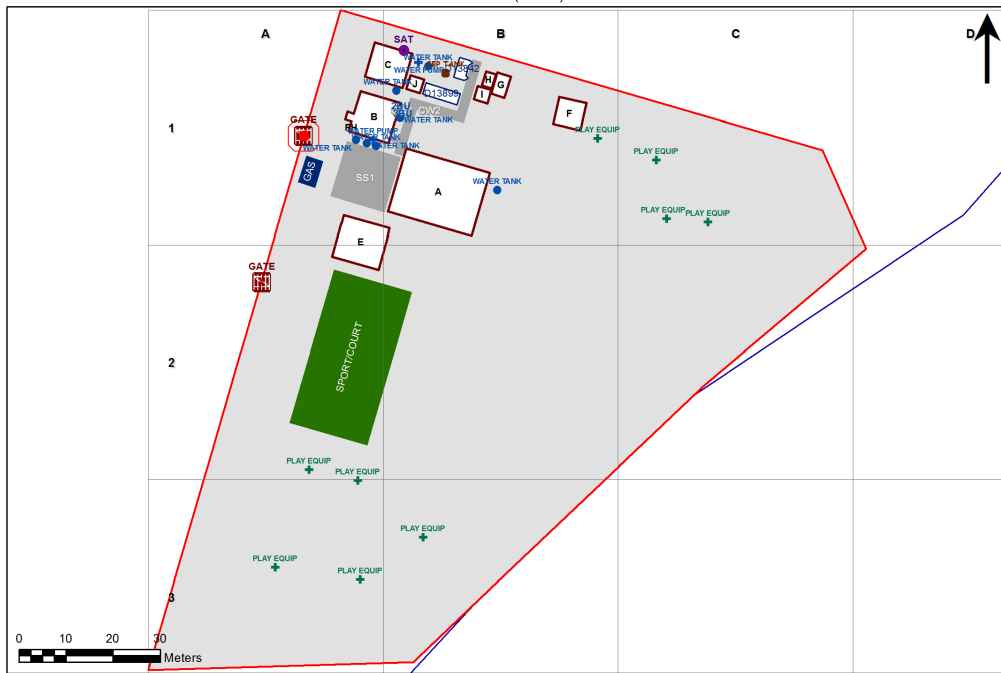 A
B
C
D
SAT
WATER TANK
C
SEP TANK
WATER PUMP
WATER TANK
J
H
G
I
D13899
CW2
F
B
2BU
WATER TANK
GATE
1
WATER PUMP
WATER TANK
WATER TANK
PLAY EQUIP
PLAY EQUIP
GAS
SS1
A
WATER TANK
PLAY EQUIP
PLAY EQUIP
E
GATE
SPORT/COURT
2
PLAY EQUIP
PLAY EQUIP
PLAY EQUIP
PLAY EQUIP
PLAY EQUIP
3
0 10 20 30
Meters